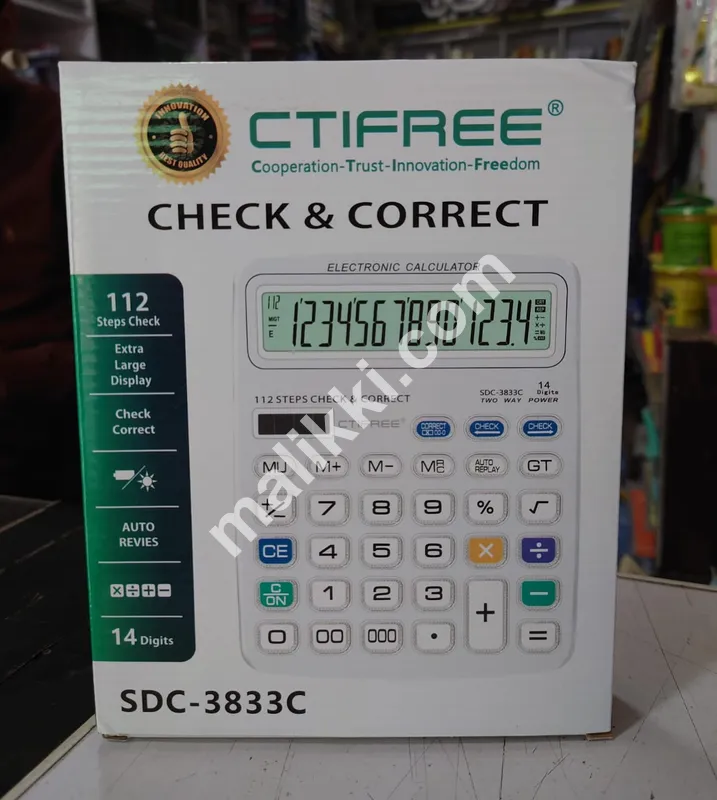 INNOVATION
BEST QUALITY
CTIFREE®
Cooperation-Trust-Innovation-Freedom
CHECK & CORRECT
112
Steps Check
Extra
Large
Display
Check
Correct
AUTO
REVIES
× ÷ + −
14 Digits
ELECTRONIC CALCULATOR
112
E
12345678901234
112 STEPS CHECK & CORRECT
SDC-3833C
14
Digits
TWO WAY POWER
CTIFREE®
CORRECT CHECK CHECK
MU M+ M- MRC AUTO REPLAY GT
+/− 7 8 9 % √
CE 4 5 6 × ÷
C/ON 1 2 3 + −
0 00 000 . =
SDC-3833C
malikki.com